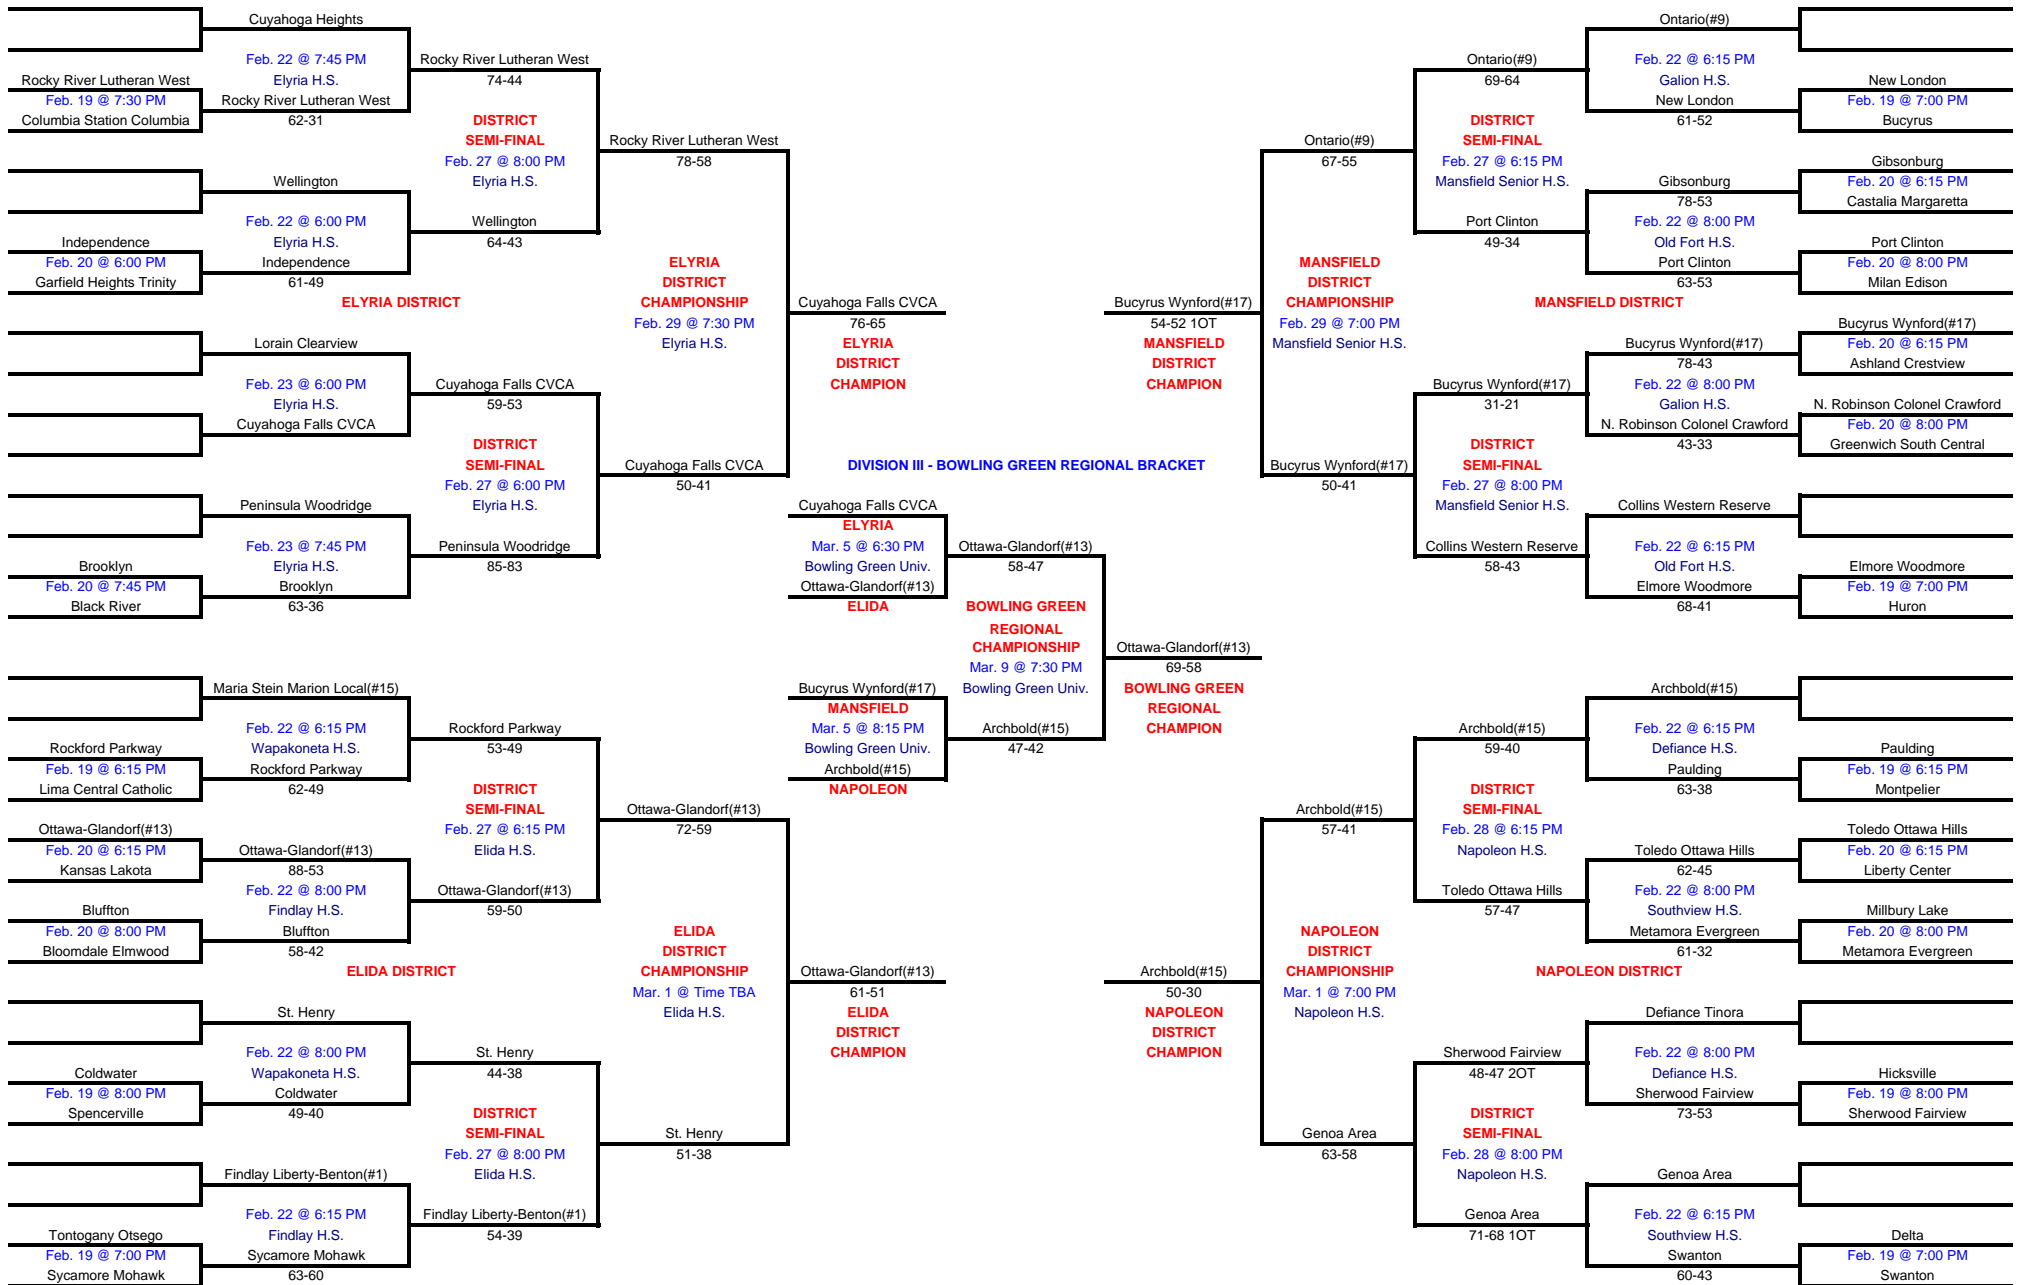 Cuyahoga Heights
Feb. 22 @ 7:45 PM
Elyria H.S.
Rocky River Lutheran West
74-44
Rocky River Lutheran West
Feb. 19 @ 7:30 PM
Columbia Station Columbia
Rocky River Lutheran West
62-31
DISTRICT
SEMI-FINAL
Feb. 27 @ 8:00 PM
Elyria H.S.
Rocky River Lutheran West
78-58
Wellington
Feb. 22 @ 6:00 PM
Elyria H.S.
Wellington
64-43
Independence
Feb. 20 @ 6:00 PM
Garfield Heights Trinity
Independence
61-49
ELYRIA DISTRICT
ELYRIA
DISTRICT
CHAMPIONSHIP
Feb. 29 @ 7:30 PM
Elyria H.S.
Cuyahoga Falls CVCA
76-65
ELYRIA
DISTRICT
CHAMPION
Lorain Clearview
Feb. 23 @ 6:00 PM
Elyria H.S.
Cuyahoga Falls CVCA
Cuyahoga Falls CVCA
59-53
DISTRICT
SEMI-FINAL
Feb. 27 @ 6:00 PM
Elyria H.S.
Cuyahoga Falls CVCA
50-41
Peninsula Woodridge
Feb. 23 @ 7:45 PM
Elyria H.S.
Peninsula Woodridge
85-83
Brooklyn
Feb. 20 @ 7:45 PM
Black River
Brooklyn
63-36
Ontario(#9)
Feb. 22 @ 6:15 PM
Galion H.S.
Ontario(#9)
69-64
New London
61-52
New London
Feb. 19 @ 7:00 PM
Bucyrus
DISTRICT
SEMI-FINAL
Feb. 27 @ 6:15 PM
Mansfield Senior H.S.
Ontario(#9)
67-55
Gibsonburg
78-53
Gibsonburg
Feb. 20 @ 6:15 PM
Castalia Margaretta
Feb. 22 @ 8:00 PM
Old Fort H.S.
Port Clinton
49-34
Port Clinton
63-53
Port Clinton
Feb. 20 @ 8:00 PM
Milan Edison
MANSFIELD DISTRICT
MANSFIELD
DISTRICT
CHAMPIONSHIP
Feb. 29 @ 7:00 PM
Mansfield Senior H.S.
Bucyrus Wynford(#17)
54-52 1OT
MANSFIELD
DISTRICT
CHAMPION
Bucyrus Wynford(#17)
78-43
Bucyrus Wynford(#17)
Feb. 20 @ 6:15 PM
Ashland Crestview
Feb. 22 @ 8:00 PM
Galion H.S.
Bucyrus Wynford(#17)
31-21
N. Robinson Colonel Crawford
43-33
N. Robinson Colonel Crawford
Feb. 20 @ 8:00 PM
Greenwich South Central
DISTRICT
SEMI-FINAL
Feb. 27 @ 8:00 PM
Mansfield Senior H.S.
Bucyrus Wynford(#17)
50-41
Collins Western Reserve
Feb. 22 @ 6:15 PM
Old Fort H.S.
Collins Western Reserve
58-43
Elmore Woodmore
68-41
Elmore Woodmore
Feb. 19 @ 7:00 PM
Huron
DIVISION III - BOWLING GREEN REGIONAL BRACKET
Cuyahoga Falls CVCA
ELYRIA
Mar. 5 @ 6:30 PM
Bowling Green Univ.
Ottawa-Glandorf(#13)
ELIDA
Ottawa-Glandorf(#13)
58-47
BOWLING GREEN
REGIONAL
CHAMPIONSHIP
Mar. 9 @ 7:30 PM
Bowling Green Univ.
Ottawa-Glandorf(#13)
69-58
BOWLING GREEN
REGIONAL
CHAMPION
Bucyrus Wynford(#17)
MANSFIELD
Mar. 5 @ 8:15 PM
Bowling Green Univ.
Archbold(#15)
NAPOLEON
Archbold(#15)
47-42
Maria Stein Marion Local(#15)
Feb. 22 @ 6:15 PM
Wapakoneta H.S.
Rockford Parkway
53-49
Rockford Parkway
Feb. 19 @ 6:15 PM
Lima Central Catholic
Rockford Parkway
62-49
DISTRICT
SEMI-FINAL
Feb. 27 @ 6:15 PM
Elida H.S.
Ottawa-Glandorf(#13)
72-59
Ottawa-Glandorf(#13)
Feb. 20 @ 6:15 PM
Kansas Lakota
Ottawa-Glandorf(#13)
88-53
Feb. 22 @ 8:00 PM
Findlay H.S.
Ottawa-Glandorf(#13)
59-50
Bluffton
Feb. 20 @ 8:00 PM
Bloomdale Elmwood
Bluffton
58-42
ELIDA DISTRICT
ELIDA
DISTRICT
CHAMPIONSHIP
Mar. 1 @ Time TBA
Elida H.S.
Ottawa-Glandorf(#13)
61-51
ELIDA
DISTRICT
CHAMPION
St. Henry
Feb. 22 @ 8:00 PM
Wapakoneta H.S.
St. Henry
44-38
Coldwater
Feb. 19 @ 8:00 PM
Spencerville
Coldwater
49-40
DISTRICT
SEMI-FINAL
Feb. 27 @ 8:00 PM
Elida H.S.
St. Henry
51-38
Findlay Liberty-Benton(#1)
Feb. 22 @ 6:15 PM
Findlay H.S.
Findlay Liberty-Benton(#1)
54-39
Tontogany Otsego
Feb. 19 @ 7:00 PM
Sycamore Mohawk
Sycamore Mohawk
63-60
Archbold(#15)
Feb. 22 @ 6:15 PM
Defiance H.S.
Archbold(#15)
59-40
Paulding
63-38
Paulding
Feb. 19 @ 6:15 PM
Montpelier
DISTRICT
SEMI-FINAL
Feb. 28 @ 6:15 PM
Napoleon H.S.
Archbold(#15)
57-41
Toledo Ottawa Hills
62-45
Toledo Ottawa Hills
Feb. 20 @ 6:15 PM
Liberty Center
Feb. 22 @ 8:00 PM
Southview H.S.
Toledo Ottawa Hills
57-47
Metamora Evergreen
61-32
Millbury Lake
Feb. 20 @ 8:00 PM
Metamora Evergreen
NAPOLEON DISTRICT
NAPOLEON
DISTRICT
CHAMPIONSHIP
Mar. 1 @ 7:00 PM
Napoleon H.S.
Archbold(#15)
50-30
NAPOLEON
DISTRICT
CHAMPION
Defiance Tinora
Feb. 22 @ 8:00 PM
Defiance H.S.
Sherwood Fairview
48-47 2OT
Sherwood Fairview
73-53
Hicksville
Feb. 19 @ 8:00 PM
Sherwood Fairview
DISTRICT
SEMI-FINAL
Feb. 28 @ 8:00 PM
Napoleon H.S.
Genoa Area
63-58
Genoa Area
Feb. 22 @ 6:15 PM
Southview H.S.
Genoa Area
71-68 1OT
Swanton
60-43
Delta
Feb. 19 @ 7:00 PM
Swanton